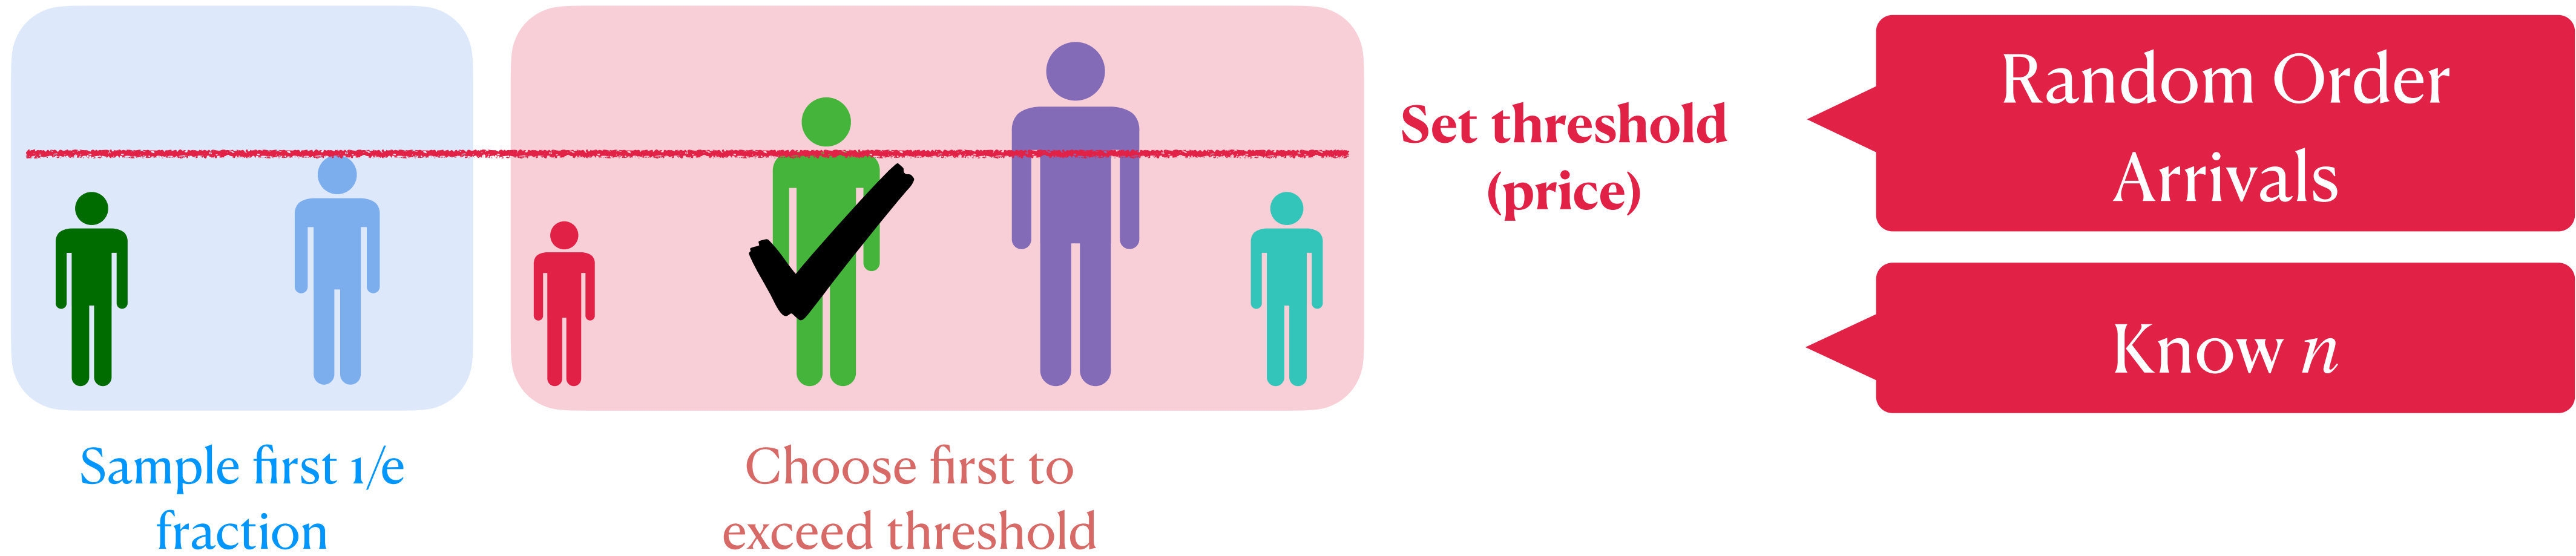 Random Order
Arrivals
Set threshold
(price)
Know n
Sample first 1/e
fraction
Choose first to
exceed threshold